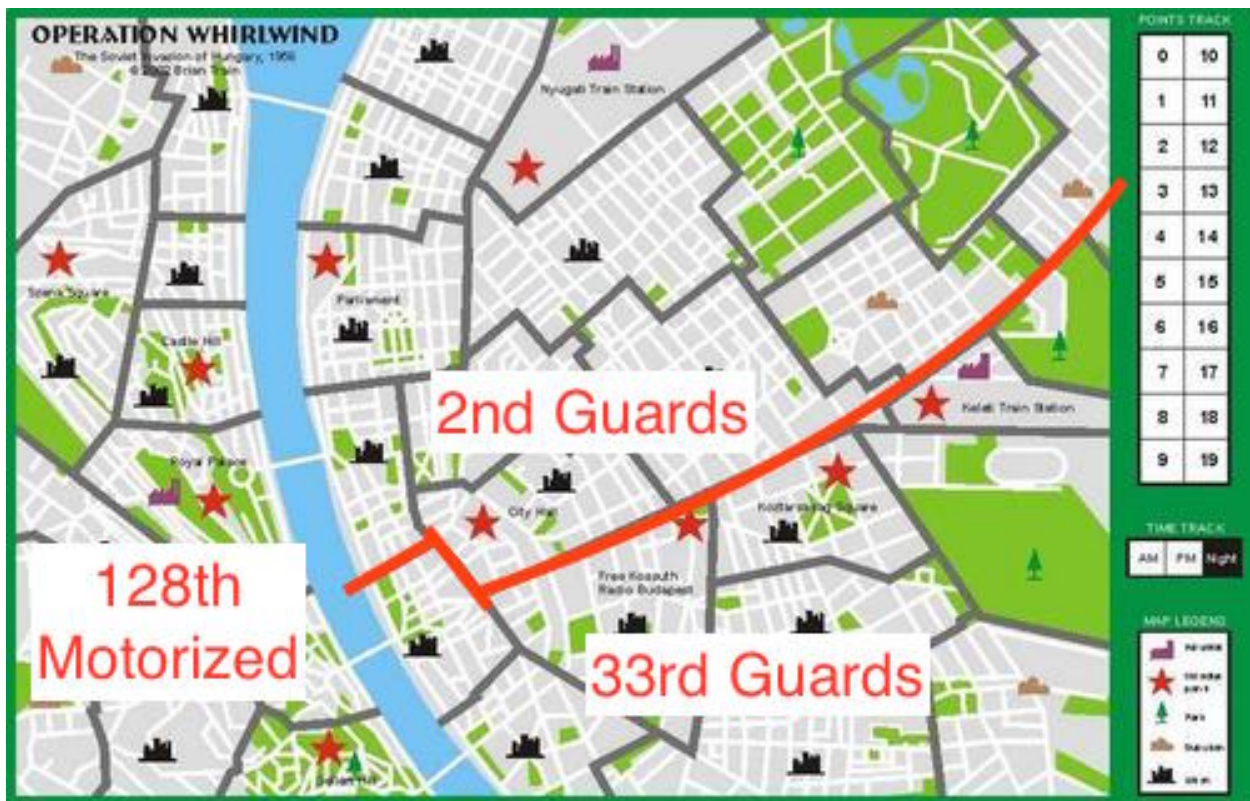 OPERATION WHIRLWIND
The Soviet Invasion of Hungary, 1956
© 2002 Brian Train
Nyugati Train Station
Parliament
Castle Hill
Royal Palace
2nd Guards
Keleti Train Station
City Hall
Square
Free Kossuth
Radio Budapest
128th
Motorized
33rd Guards
Hill
POINTS TRACK
0 10
1 11
2 12
3 13
4 14
5 15
6 16
7 17
8 18
9 19
TIME TRACK
AM PM Night
MAP LEGEND
Park